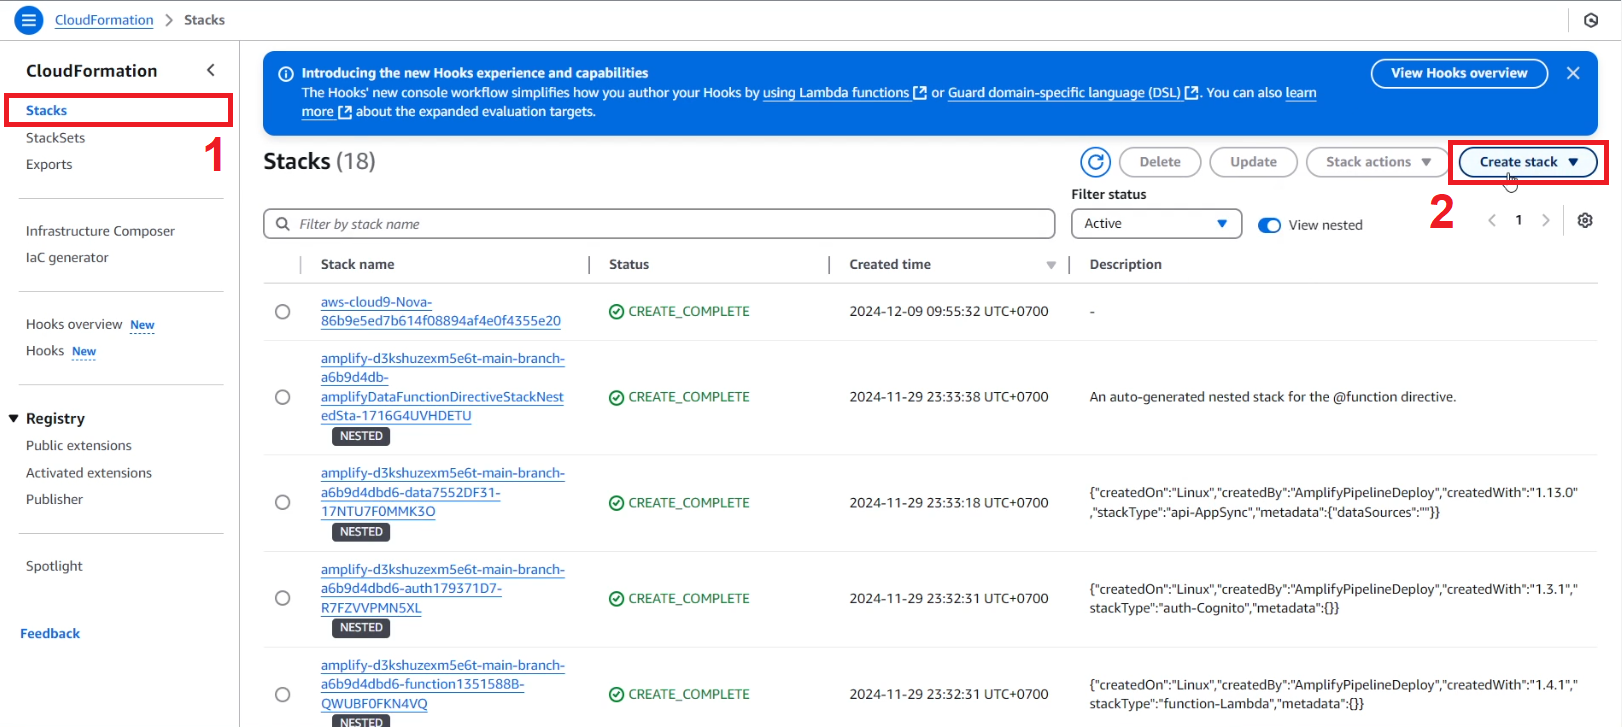 CloudFormation > Stacks
CloudFormation
Stacks
1
StackSets
Exports
Infrastructure Composer
IaC generator
Hooks overview New
Hooks New
Registry
Public extensions
Activated extensions
Publisher
Spotlight
Feedback
Introducing the new Hooks experience and capabilities
The Hooks' new console workflow simplifies how you author your Hooks by using Lambda functions or Guard domain-specific language (DSL). You can also learn
more about the expanded evaluation targets.
View Hooks overview
Stacks (18)
Delete
Update
Stack actions
Create stack
2
Filter by stack name
Filter status
Active
View nested
1
Stack name Status Created time Description
aws-cloud9-Nova-
86b9e5ed7b614f08894af4e0f4355e20
CREATE_COMPLETE
2024-12-09 09:55:32 UTC+0700
-
amplify-d3kshuzexm5e6t-main-branch-
a6b9d4db-
amplifyDataFunctionDirectiveStackNest
edSta-1716G4UVHDETU
NESTED
CREATE_COMPLETE
2024-11-29 23:33:38 UTC+0700
An auto-generated nested stack for the @function directive.
amplify-d3kshuzexm5e6t-main-branch-
a6b9d4dbd6-data7552DF31-
17NTU7F0MMK3O
NESTED
CREATE_COMPLETE
2024-11-29 23:33:18 UTC+0700
{"createdOn":"Linux","createdBy":"AmplifyPipelineDeploy","createdWith":"1.13.0"
,"stackType":"api-AppSync","metadata":{"dataSources":""}}
amplify-d3kshuzexm5e6t-main-branch-
a6b9d4dbd6-auth179371D7-
R7FZVVPMN5XL
NESTED
CREATE_COMPLETE
2024-11-29 23:32:31 UTC+0700
{"createdOn":"Linux","createdBy":"AmplifyPipelineDeploy","createdWith":"1.3.1","
stackType":"auth-Cognito","metadata":{}}
amplify-d3kshuzexm5e6t-main-branch-
a6b9d4dbd6-function1351588B-
QWUBF0FKN4VQ
NESTED
CREATE_COMPLETE
2024-11-29 23:32:31 UTC+0700
{"createdOn":"Linux","createdBy":"AmplifyPipelineDeploy","createdWith":"1.4.1","
stackType":"function-Lambda","metadata":{}}